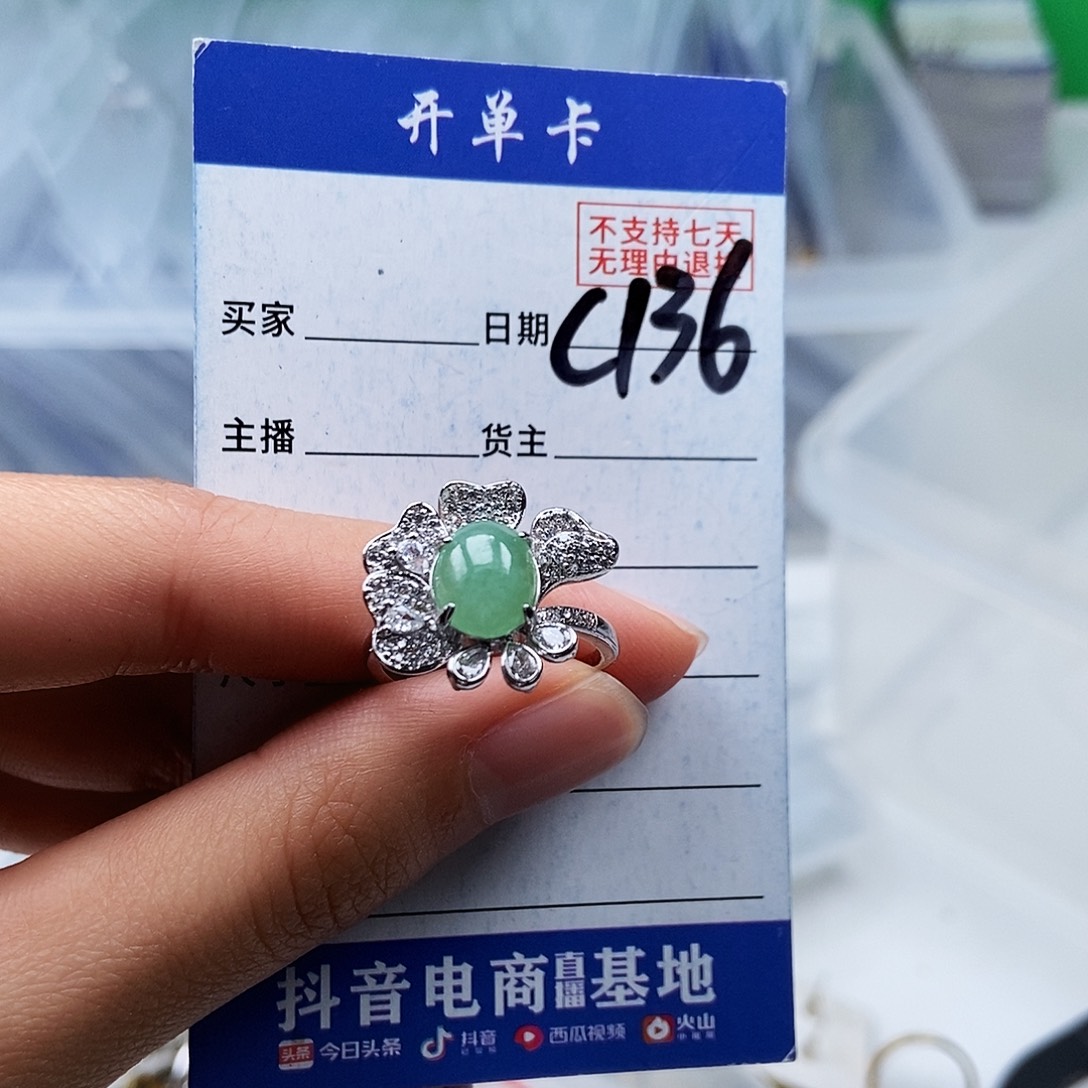 开单卡
不支持七天
无理由退换
买家 日期 C136
主播 货主
抖音电商直播基地
今日头条 抖音 西瓜视频 火山